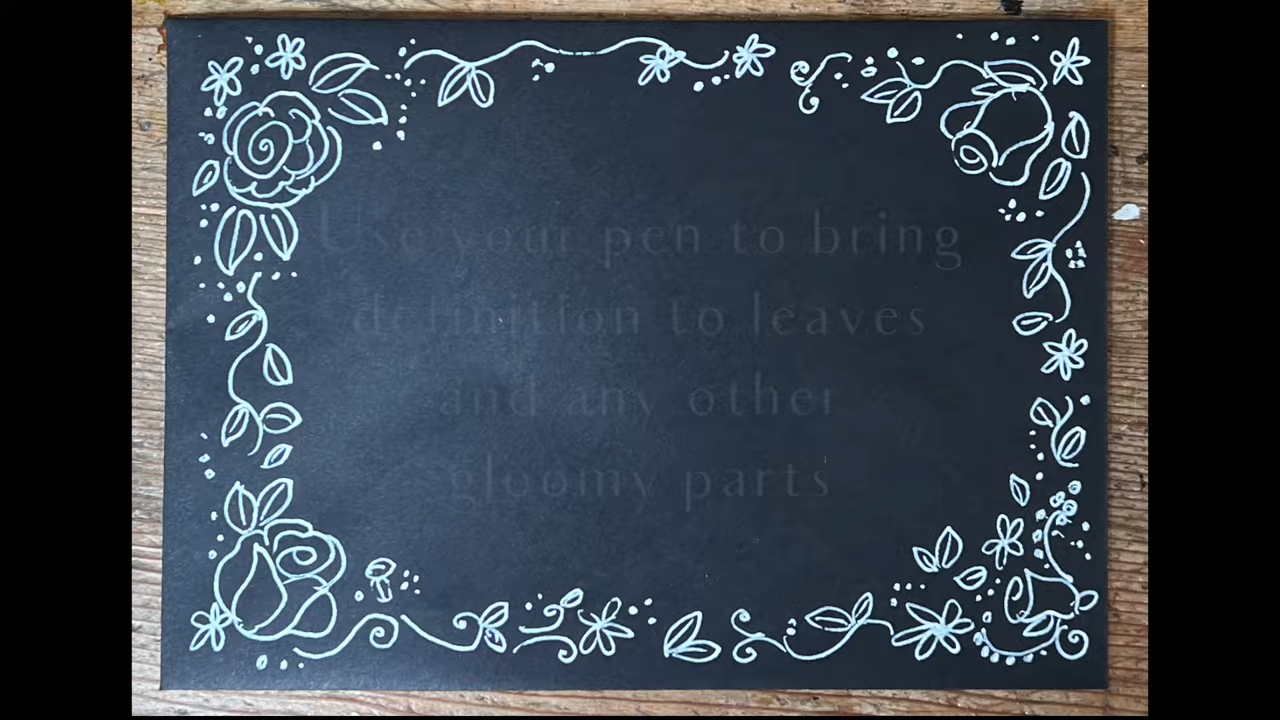 Use your pen to bring
definition to leaves
and any other
gloomy parts